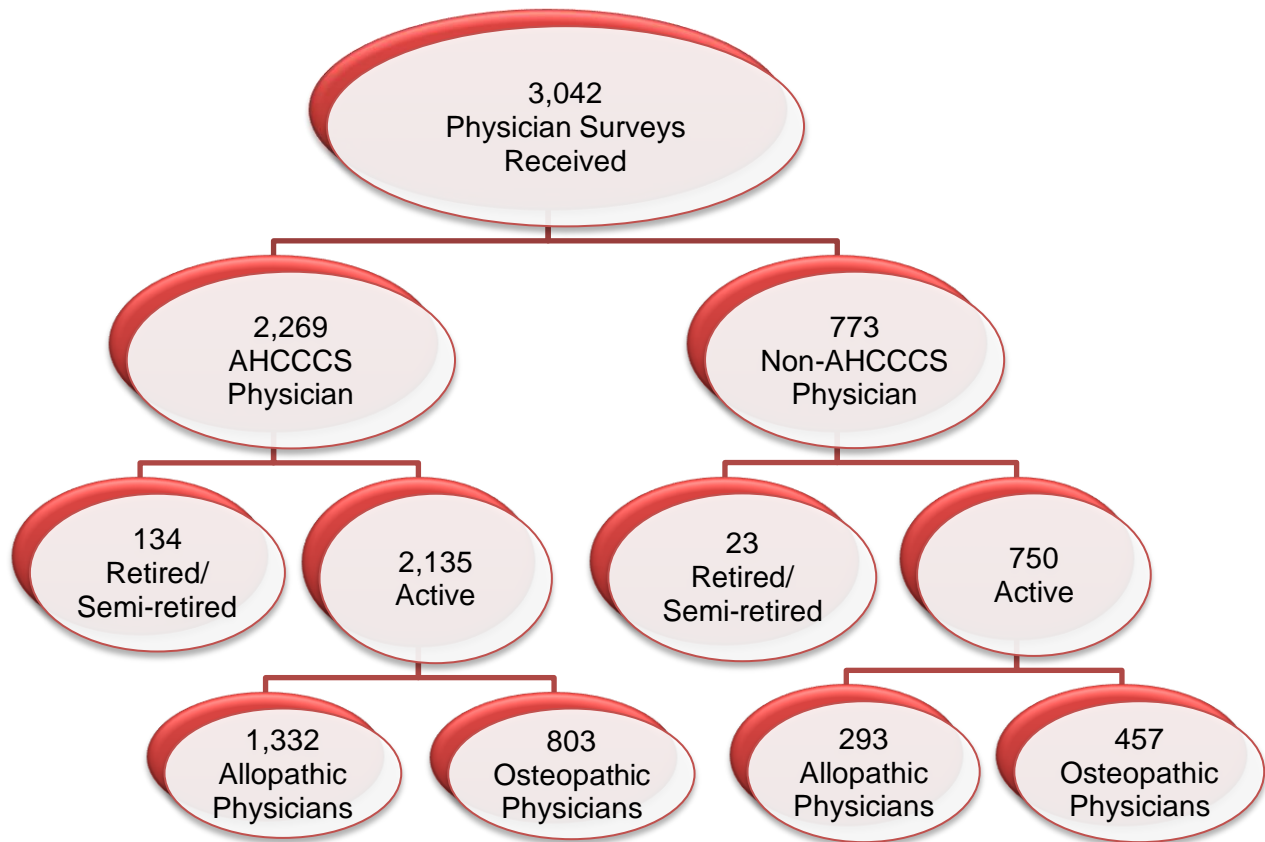 3,042
Physician Surveys
Received
2,269
AHCCCS
Physician
773
Non-AHCCCS
Physician
134
Retired/
Semi-retired
2,135
Active
23
Retired/
Semi-retired
750
Active
1,332
Allopathic
Physicians
803
Osteopathic
Physicians
293
Allopathic
Physicians
457
Osteopathic
Physicians